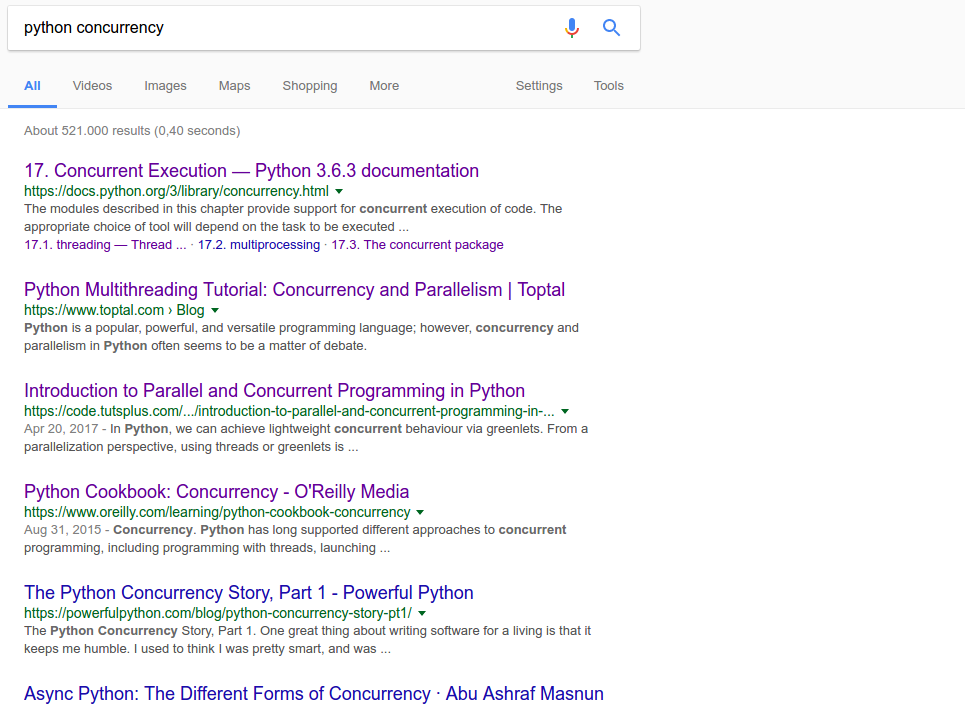 python concurrency
All Videos Images Maps Shopping More Settings Tools
About 521.000 results (0,40 seconds)
17. Concurrent Execution — Python 3.6.3 documentation
https://docs.python.org/3/library/concurrency.html
The modules described in this chapter provide support for concurrent execution of code. The
appropriate choice of tool will depend on the task to be executed ...
17.1. threading — Thread ... · 17.2. multiprocessing · 17.3. The concurrent package
Python Multithreading Tutorial: Concurrency and Parallelism | Toptal
https://www.toptal.com › Blog
Python is a popular, powerful, and versatile programming language; however, concurrency and
parallelism in Python often seems to be a matter of debate.
Introduction to Parallel and Concurrent Programming in Python
https://code.tutsplus.com/.../introduction-to-parallel-and-concurrent-programming-in-...
Apr 20, 2017 - In Python, we can achieve lightweight concurrent behaviour via greenlets. From a
parallelization perspective, using threads or greenlets is ...
Python Cookbook: Concurrency - O'Reilly Media
https://www.oreilly.com/learning/python-cookbook-concurrency
Aug 31, 2015 - Concurrency. Python has long supported different approaches to concurrent
programming, including programming with threads, launching ...
The Python Concurrency Story, Part 1 - Powerful Python
https://powerfulpython.com/blog/python-concurrency-story-pt1/
The Python Concurrency Story, Part 1. One great thing about writing software for a living is that it
keeps me humble. I used to think I was pretty smart, and was ...
Async Python: The Different Forms of Concurrency · Abu Ashraf Masnun